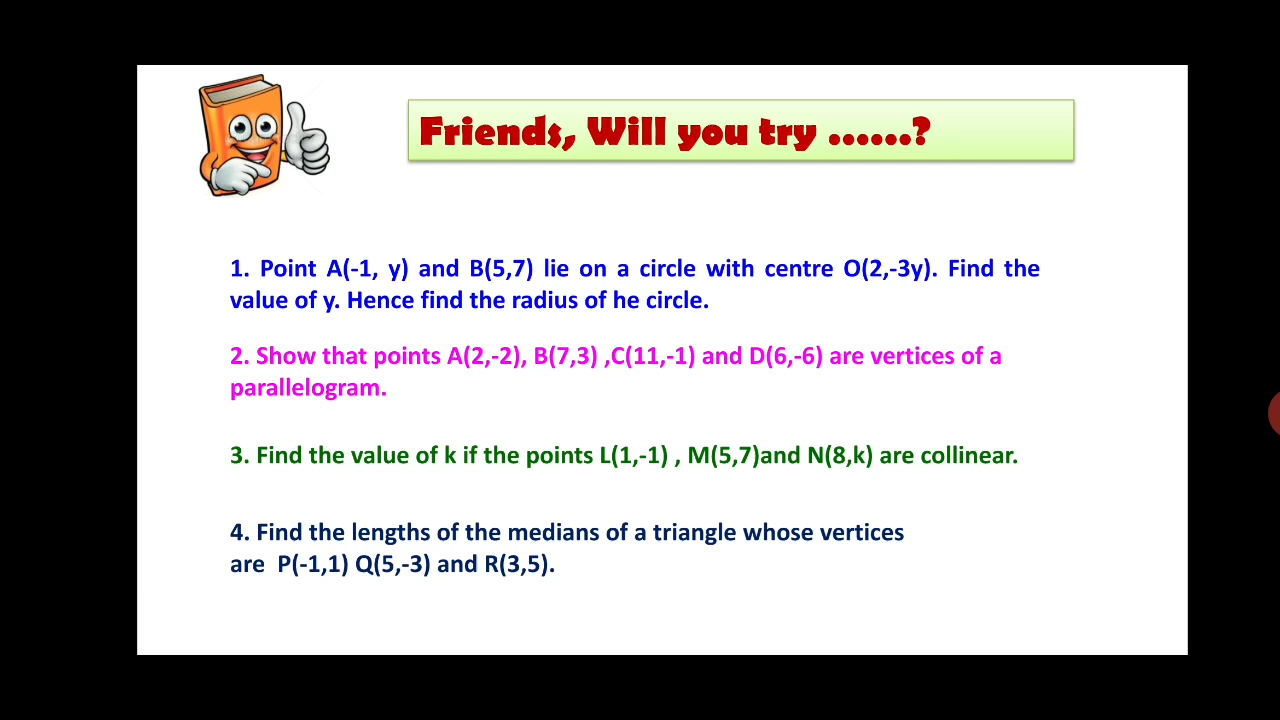 Friends, Will you try ......?
1. Point A(-1, y) and B(5,7) lie on a circle with centre O(2,-3y). Find the
value of y. Hence find the radius of he circle.
2. Show that points A(2,-2), B(7,3) ,C(11,-1) and D(6,-6) are vertices of a
parallelogram.
3. Find the value of k if the points L(1,-1) , M(5,7)and N(8,k) are collinear.
4. Find the lengths of the medians of a triangle whose vertices
are P(-1,1) Q(5,-3) and R(3,5).